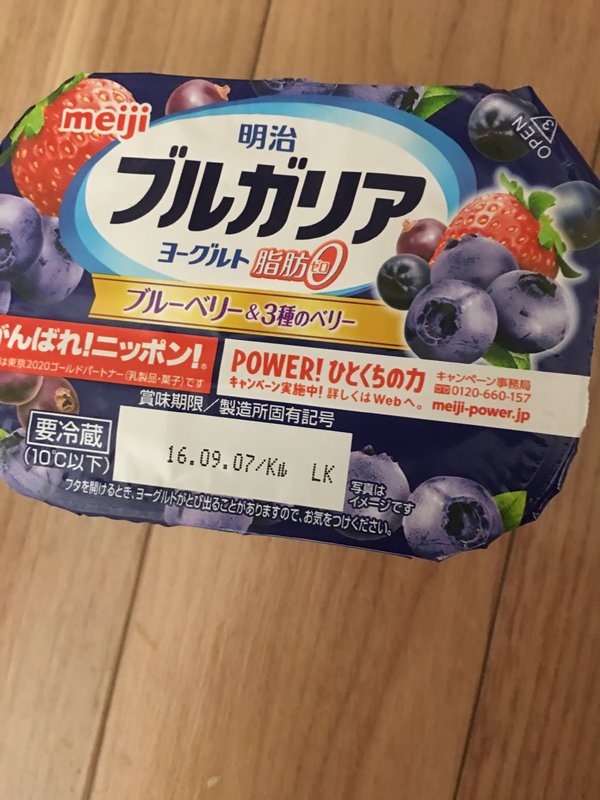 meiji
明治
ブルガリア
ヨーグルト 脂肪ゼロ0
ブルーベリー&3種のベリー
OPEN
3
がんばれ!ニッポン!®
は東京2020ゴールドパートナー(乳製品・菓子)です
POWER! ひとくちの力
キャンペーン実施中! 詳しくはWebへ。
キャンペーン事務局
0120-660-157
meiji-power.jp
賞味期限/製造所固有記号
要冷蔵
(10℃以下)
16.09.07/K LK
写真は
イメージです
フタを開けるとき、ヨーグルトがとび出ることがありますので、お気をつけください。